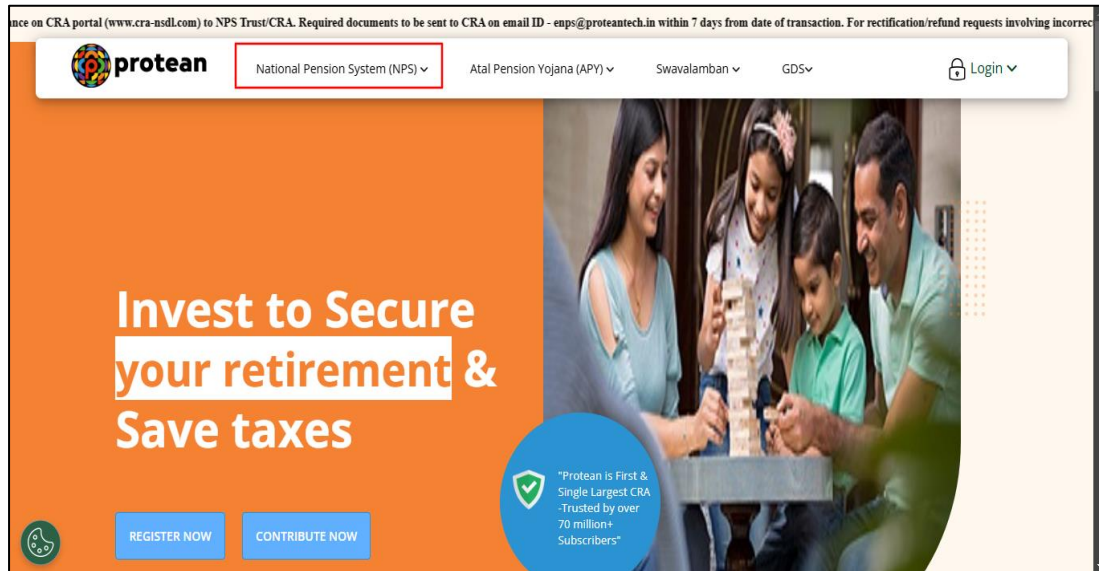 on CRA portal (www.cra-nsdl.com) to NPS Trust/CRA. Required documents to be sent to CRA on email ID - enps@proteantech.in within 7 days from date of transaction. For rectification/refund requests involving
protean
National Pension System (NPS)
Atal Pension Yojana (APY)
Swavalamban
GDS
Login
Invest to Secure
your retirement &
Save taxes
"Protean is First &
Single Largest CRA
-Trusted by over
70 million+
Subscribers"
REGISTER NOW
CONTRIBUTE NOW